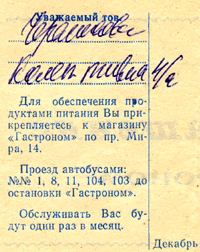 Уважаемый тов.
Для обеспечения про-
дуктами питания Вы при-
крепляетесь к магазину
«Гастроном» по пр. Ми-
ра, 14.
Проезд автобусами:
№№ 1, 8, 11, 104, 103 до
остановки «Гастроном».
Обслуживать Вас бу-
дут один раз в месяц.
Декабрь